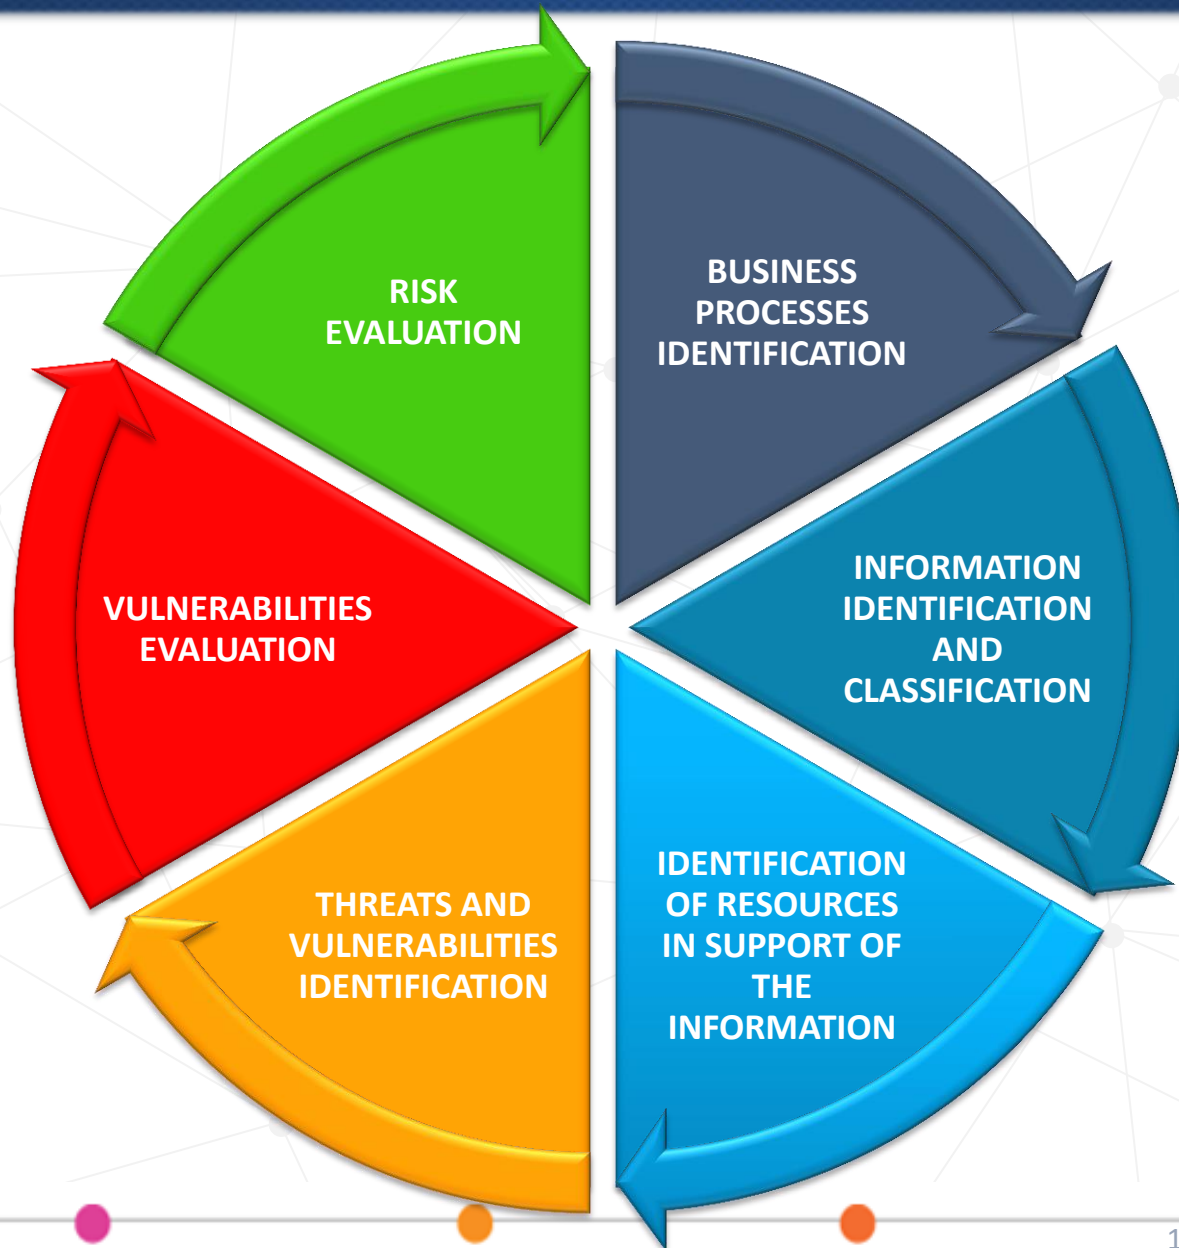 RISK
EVALUATION
BUSINESS
PROCESSES
IDENTIFICATION
INFORMATION
IDENTIFICATION
AND
CLASSIFICATION
VULNERABILITIES
EVALUATION
IDENTIFICATION
OF RESOURCES
IN SUPPORT OF
THE
INFORMATION
THREATS AND
VULNERABILITIES
IDENTIFICATION
1